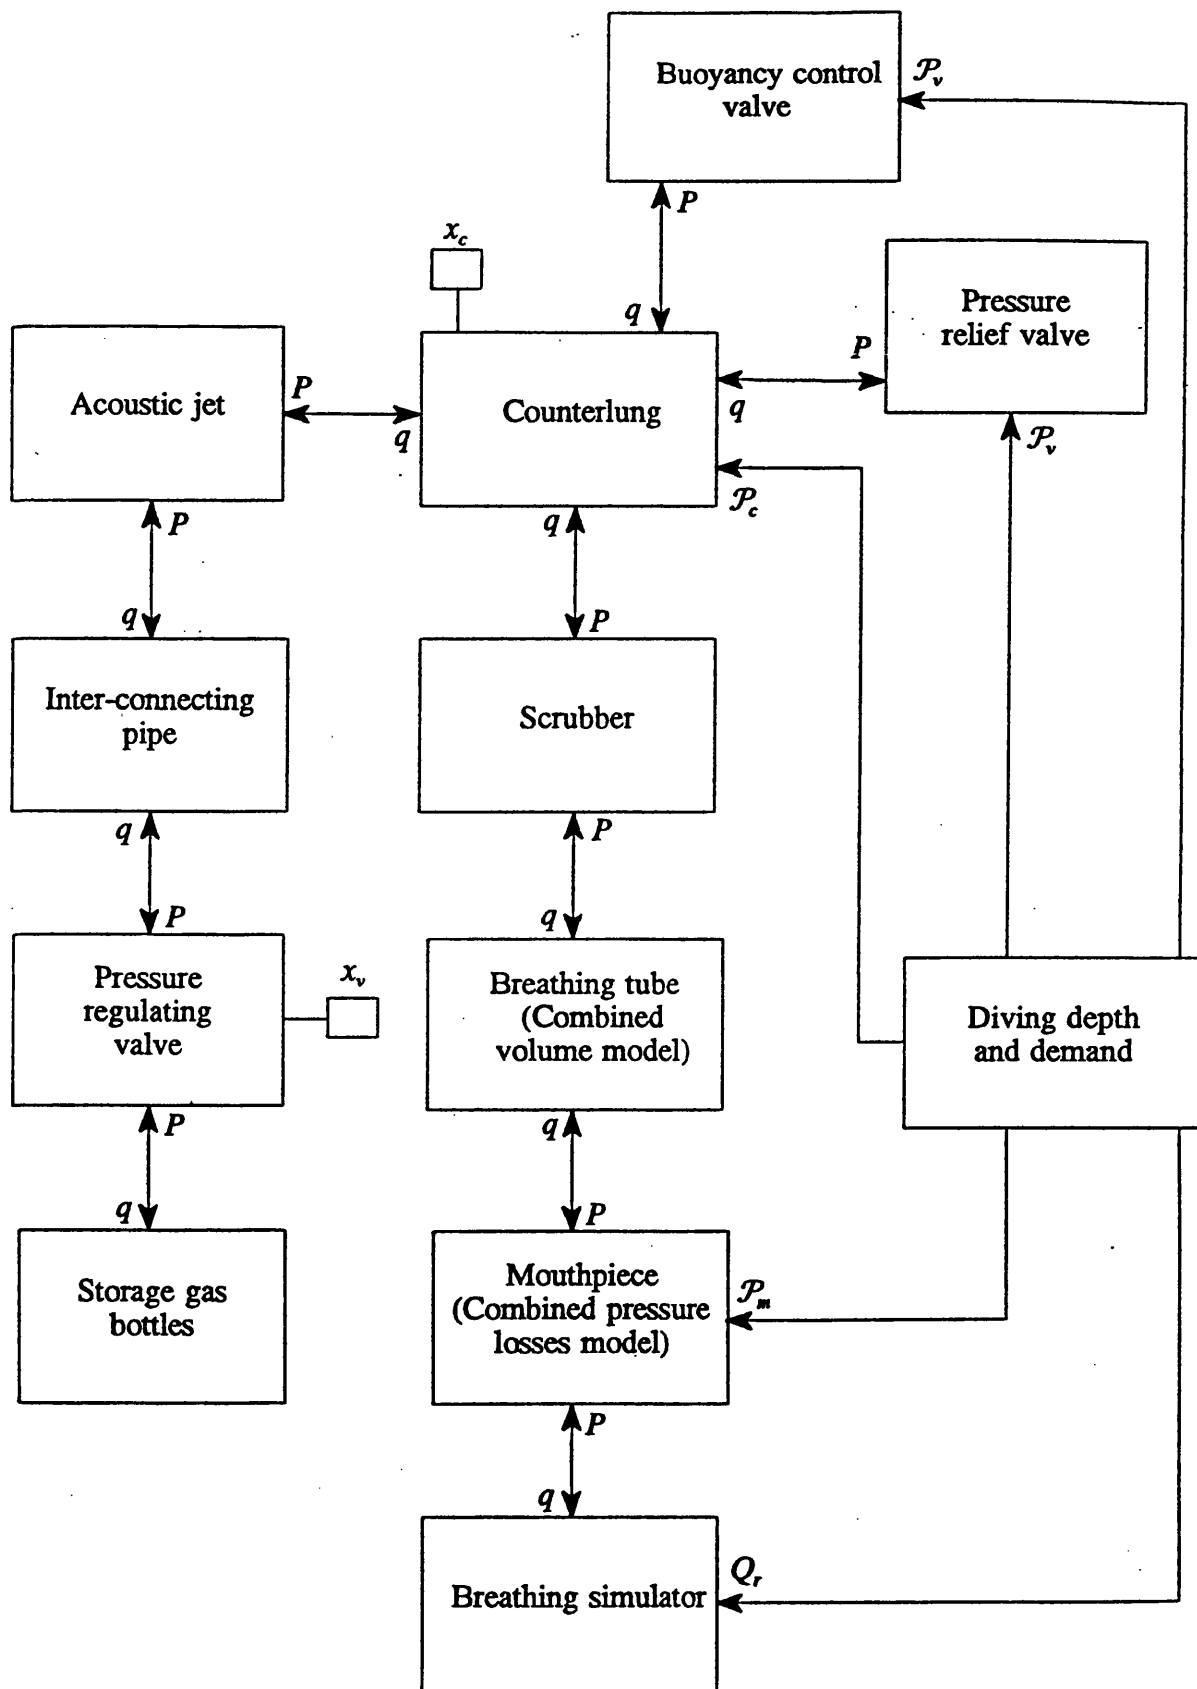 Buoyancy control
valve
𝒫v
P
xc
q
Pressure
relief valve
P
q
𝒫v
Acoustic jet
P
q
Counterlung
𝒫c
P
q
q
P
Inter-connecting
pipe
Scrubber
q
P
P
q
Pressure
regulating
valve
xv
Breathing tube
(Combined
volume model)
Diving depth
and demand
P
q
q
P
Storage gas
bottles
Mouthpiece
(Combined pressure
losses model)
𝒫m
P
q
Breathing simulator
Qr